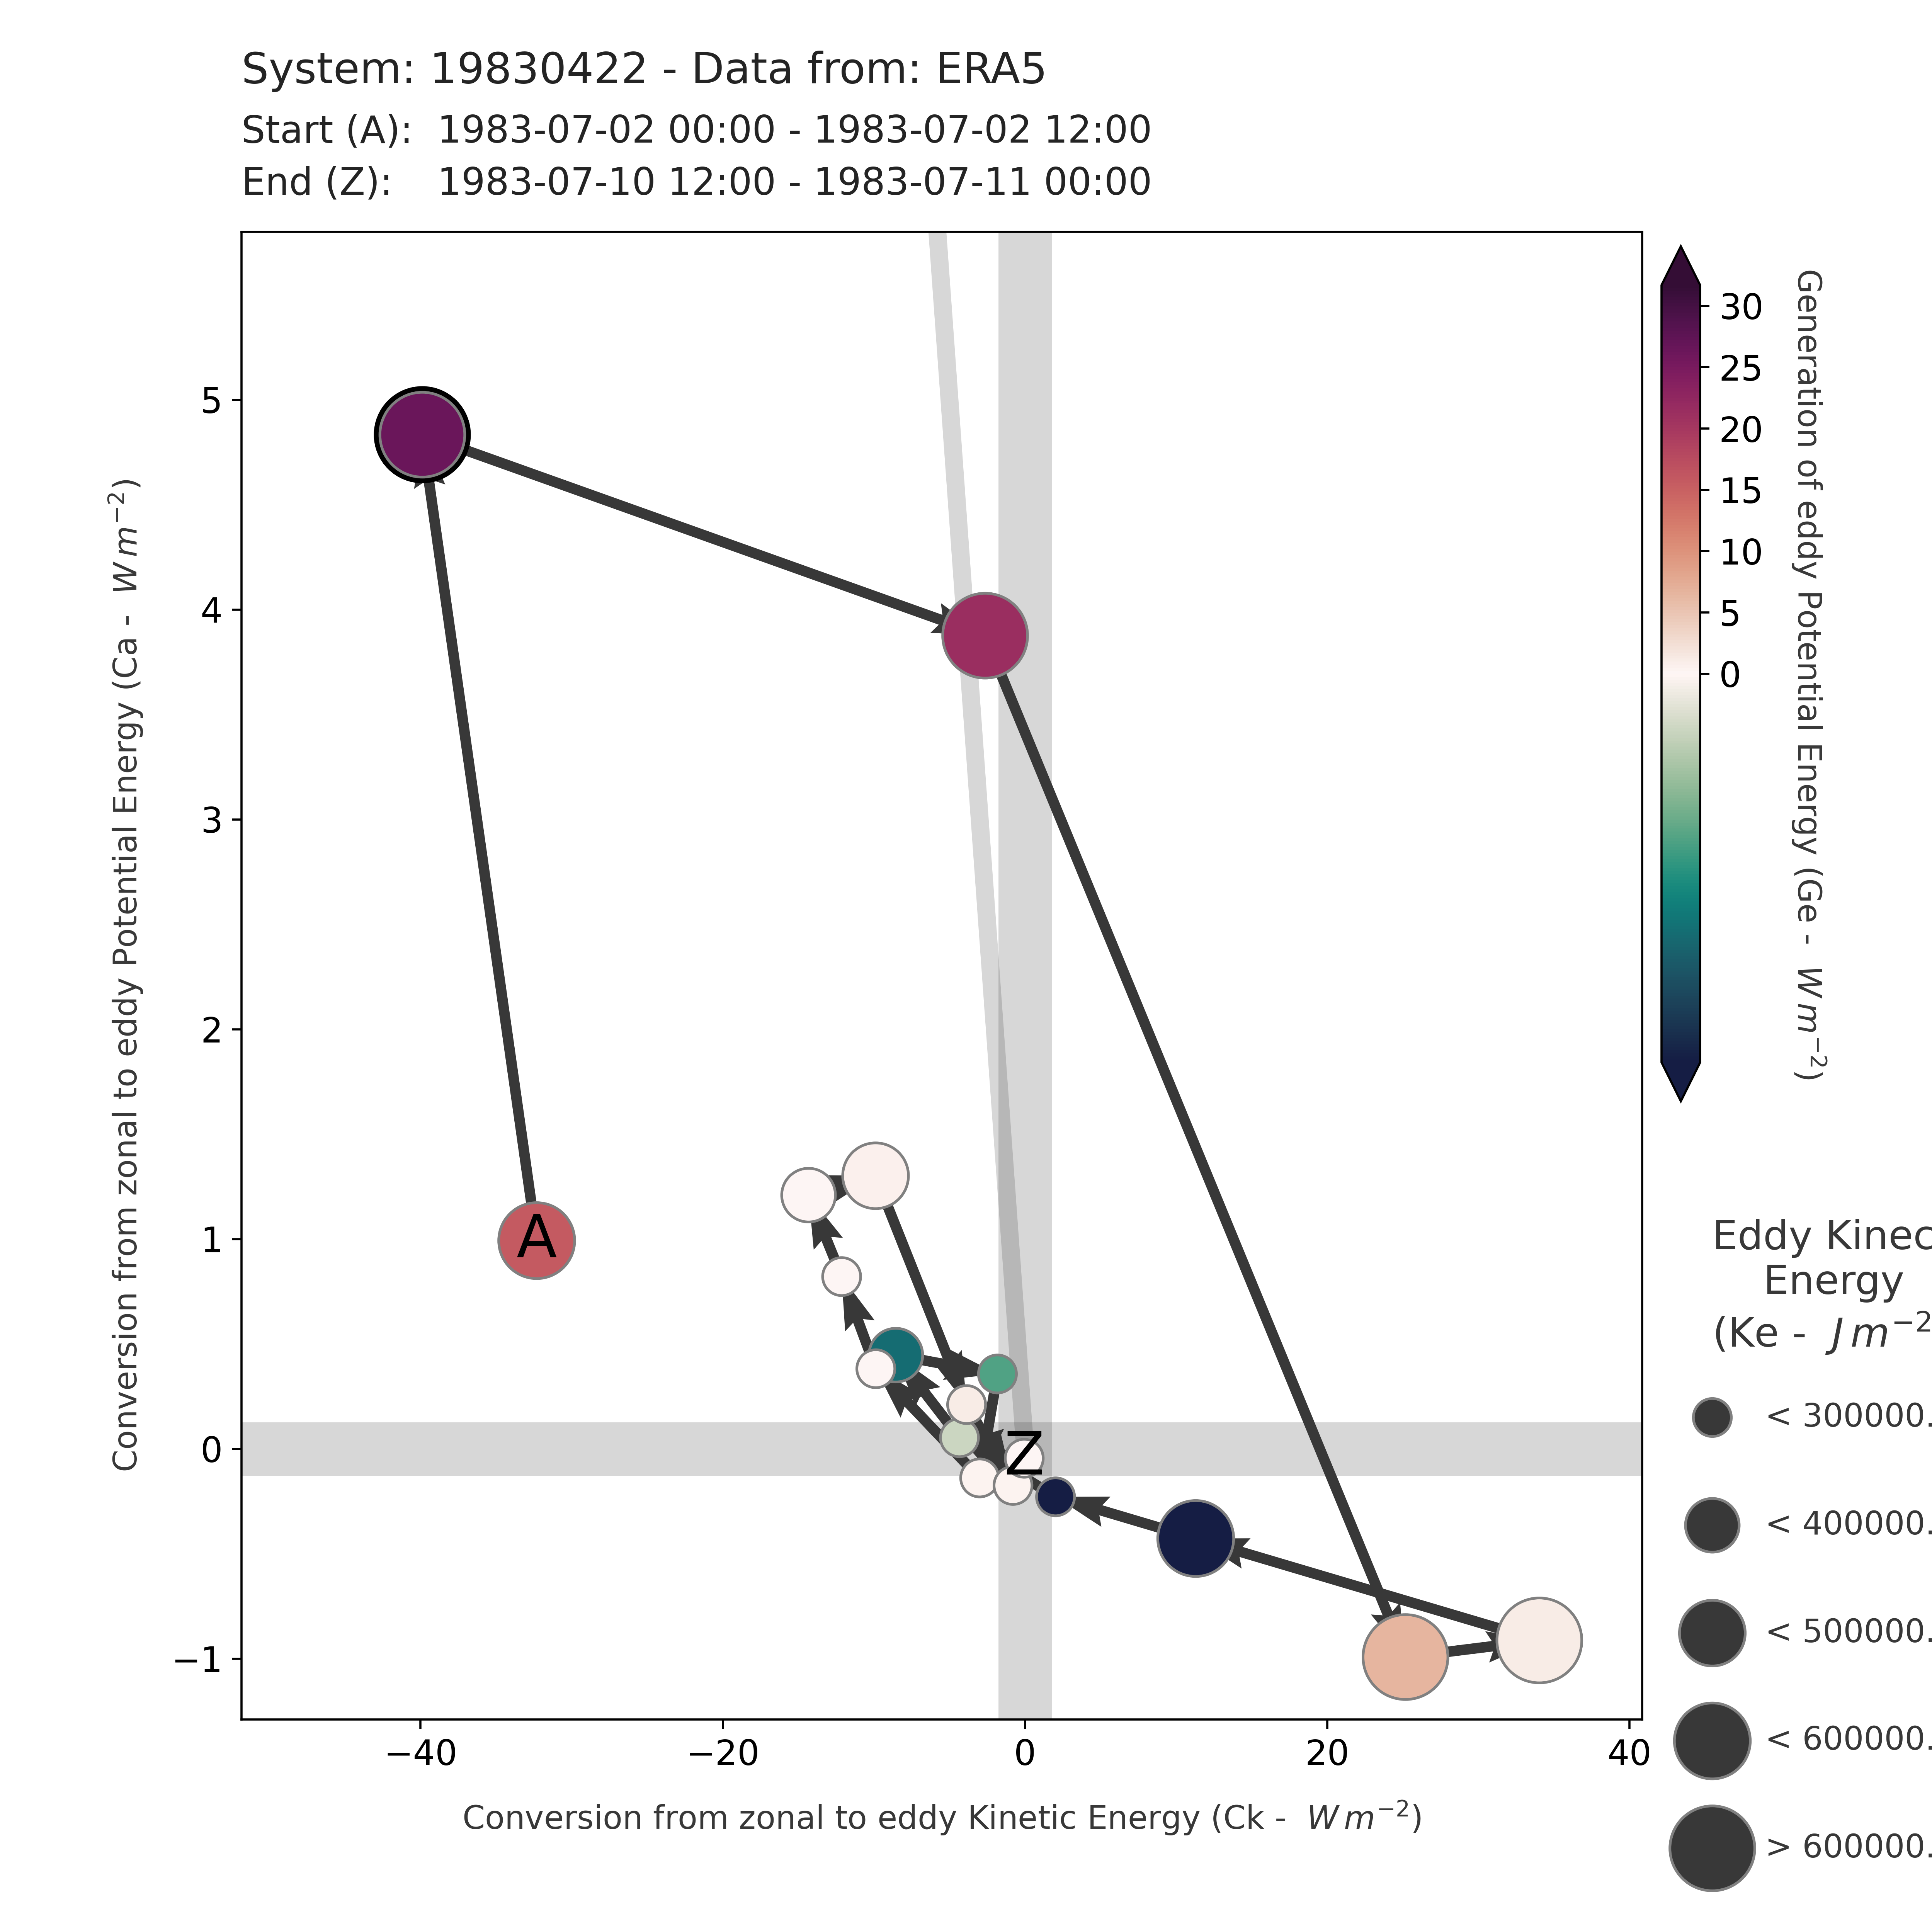 System: 19830422 - Data from: ERA5
Start (A): 1983-07-02 00:00 - 1983-07-02 12:00
End (Z): 1983-07-10 12:00 - 1983-07-11 00:00
Conversion from zonal to eddy Potential Energy (Ca - W m⁻²)
5
4
3
2
1
0
−1
A
Z
−40
−20
0
20
40
Conversion from zonal to eddy Kinetic Energy (Ck - W m⁻²)
30
25
20
15
10
5
0
Generation of eddy Potential Energy (Ge - W m⁻²)
Eddy Kinec
Energy
(Ke - J m⁻²
< 300000.
< 400000.
< 500000.
< 600000.
> 600000.